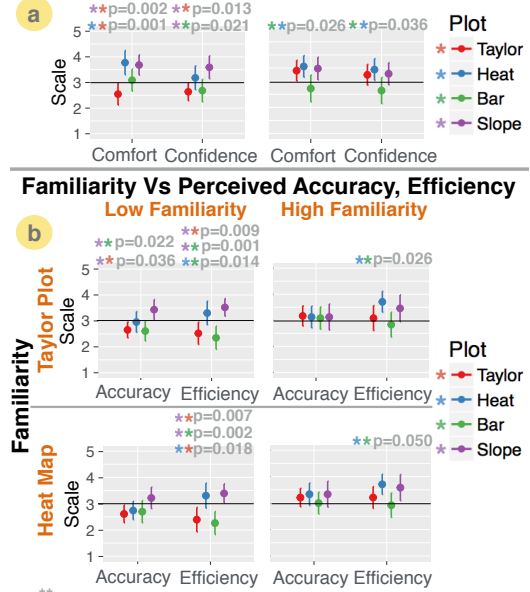 a
**p=0.002 **p=0.013
**p=0.001 **p=0.021
**p=0.026 **p=0.036
5
4
3
2
1
Scale
Comfort Confidence
Comfort Confidence
Plot
* Taylor
* Heat
* Bar
* Slope
Familiarity Vs Perceived Accuracy, Efficiency
Low Familiarity High Familiarity
b
**p=0.022
**p=0.036
**p=0.009
**p=0.001
**p=0.014
**p=0.026
Familiarity
Taylor Plot
Scale
5
4
3
2
1
Accuracy Efficiency
Accuracy Efficiency
Plot
* Taylor
* Heat
* Bar
* Slope
**p=0.007
**p=0.002
**p=0.018
**p=0.050
Heat Map
Scale
5
4
3
2
1
Accuracy Efficiency
Accuracy Efficiency
**